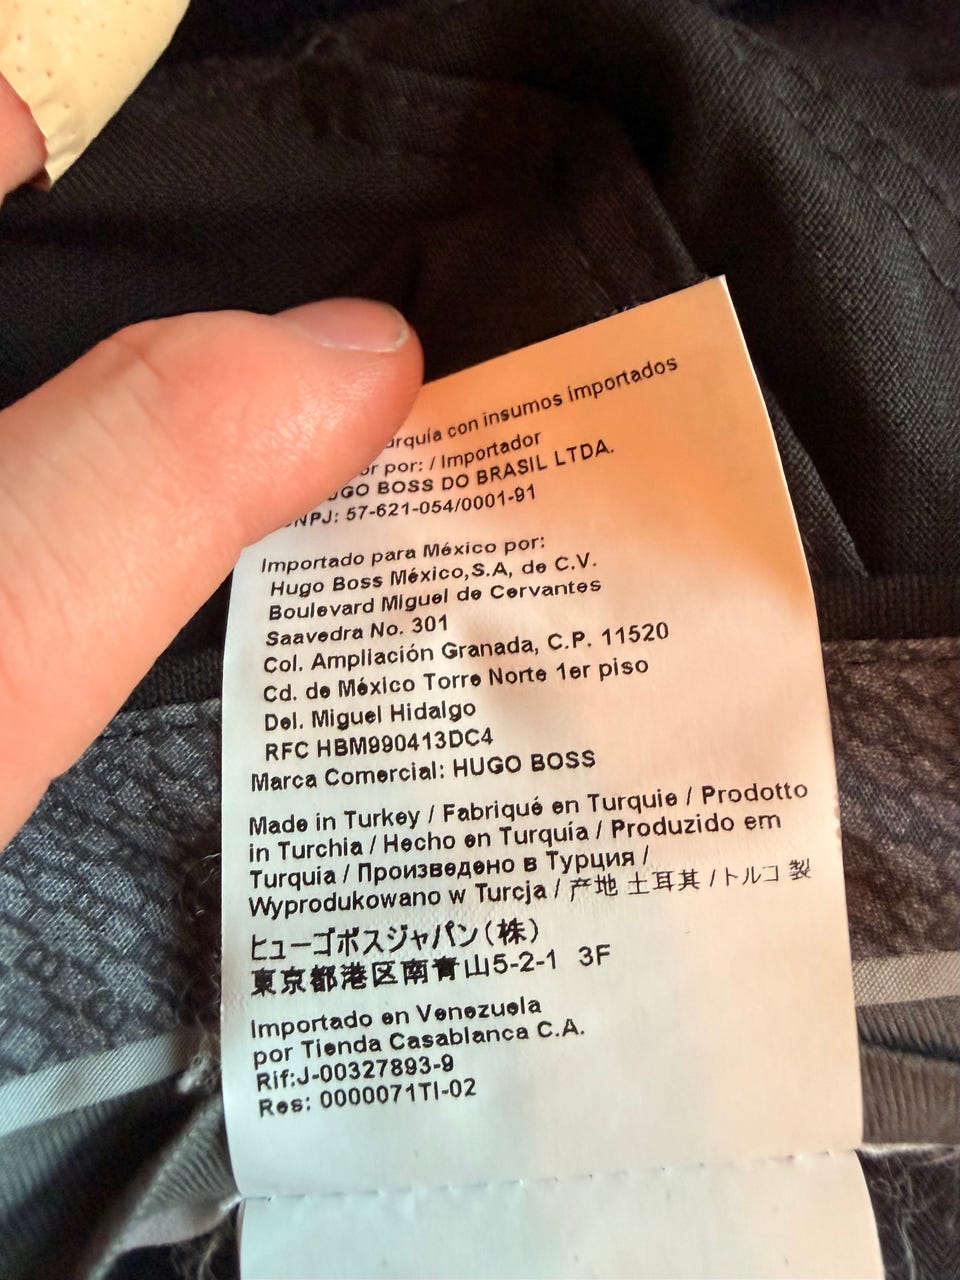 con insumos importados
por: / Importador
BOSS DO BRASIL LTDA.
57-621-054/0001-91
Importado para México por:
Hugo Boss México,S.A, de C.V.
Boulevard Miguel de Cervantes
Saavedra No. 301
Col. Ampliación Granada, C.P. 11520
Cd. de México Torre Norte 1er piso
Del. Miguel Hidalgo
RFC HBM990413DC4
Marca Comercial: HUGO BOSS
Made in Turkey / Fabriqué en Turquie / Prodotto
in Turchia / Hecho en Turquía / Produzido em
Turquia / Произведено в Турция /
Wyprodukowano w Turcja / 产地 土耳其 / トルコ 製
ヒューゴボスジャパン(株)
東京都港区南青山5-2-1 3F
Importado en Venezuela
por Tienda Casablanca C.A.
Rif:J-00327893-9
Res: 0000071TI-02